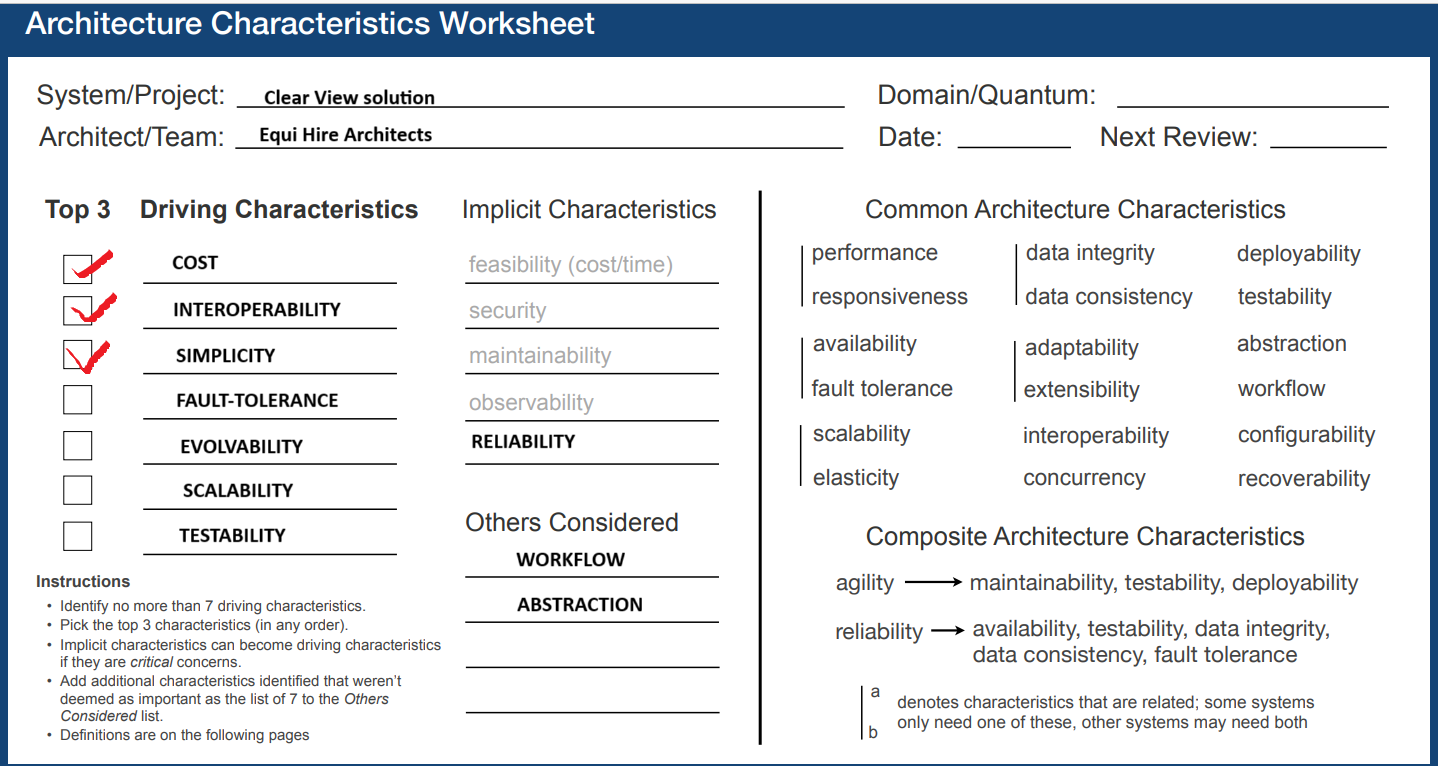 Architecture Characteristics Worksheet
System/Project: Clear View solution
Architect/Team: Equi Hire Architects
Domain/Quantum:
Date: Next Review:
Top 3 Driving Characteristics
COST
INTEROPERABILITY
SIMPLICITY
FAULT-TOLERANCE
EVOLVABILITY
SCALABILITY
TESTABILITY
Instructions
• Identify no more than 7 driving characteristics.
• Pick the top 3 characteristics (in any order).
• Implicit characteristics can become driving characteristics
if they are critical concerns.
• Add additional characteristics identified that weren't
deemed as important as the list of 7 to the Others
Considered list.
• Definitions are on the following pages
Implicit Characteristics
feasibility (cost/time)
security
maintainability
observability
RELIABILITY
Others Considered
WORKFLOW
ABSTRACTION
Common Architecture Characteristics
performance data integrity deployability
responsiveness data consistency testability
availability adaptability abstraction
fault tolerance extensibility workflow
scalability interoperability configurability
elasticity concurrency recoverability
Composite Architecture Characteristics
agility → maintainability, testability, deployability
reliability → availability, testability, data integrity,
data consistency, fault tolerance
a
b
denotes characteristics that are related; some systems
only need one of these, other systems may need both